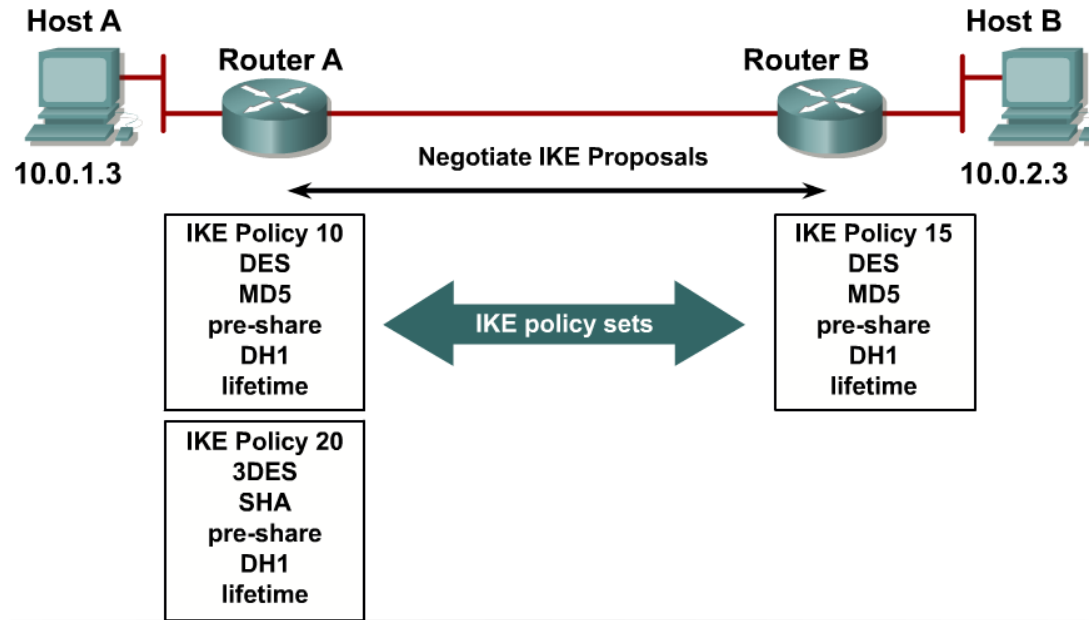 Host A
Host B
Router A
Router B
10.0.1.3
Negotiate IKE Proposals
10.0.2.3
IKE Policy 10
DES
MD5
pre-share
DH1
lifetime
IKE policy sets
IKE Policy 15
DES
MD5
pre-share
DH1
lifetime
IKE Policy 20
3DES
SHA
pre-share
DH1
lifetime